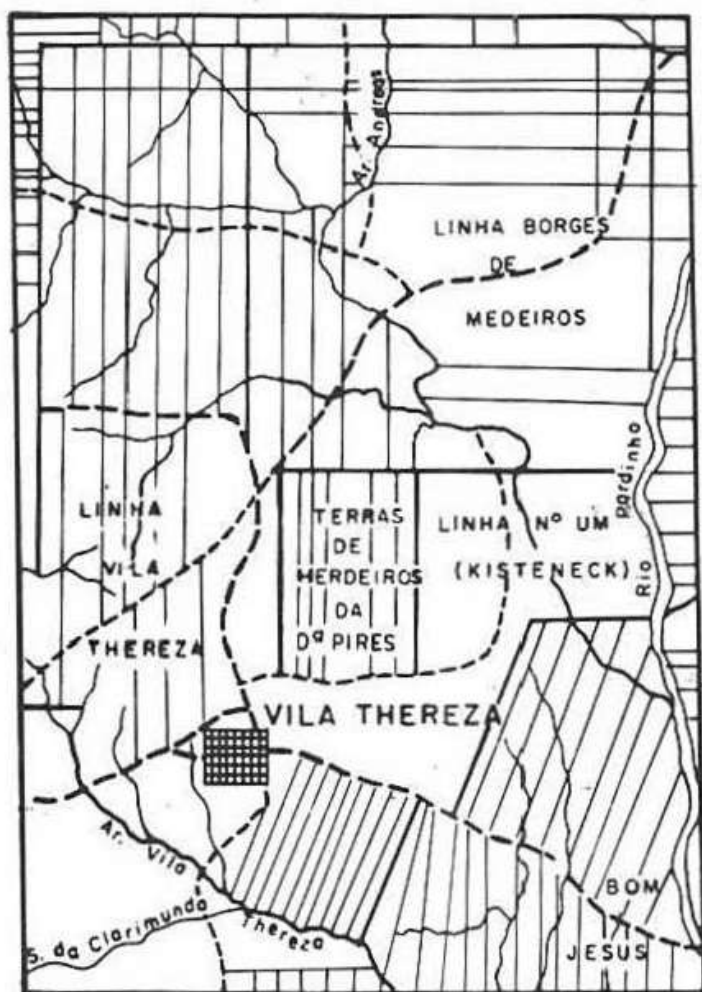 Ar. Andreas
LINHA BORGES
DE
MEDEIROS
Rio Pardinho
LINHA
VILA
THEREZA
TERRAS
DE
HERDEIROS
DA
Dª PIRES
LINHA Nº UM
(KISTENECK)
VILA THEREZA
Ar. Vila Thereza
S. da Clarimunda
BOM
JESUS